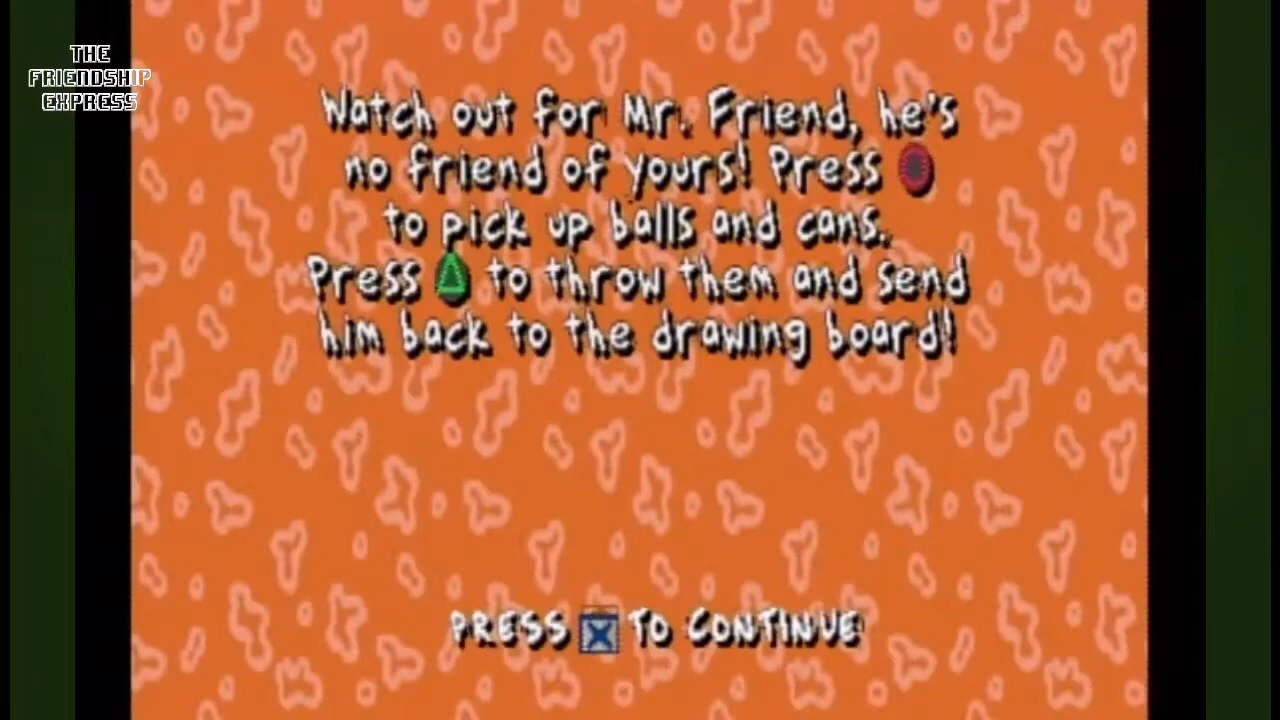 THE
FRIENDSHIP
EXPRESS
Watch out for Mr. Friend, he's
no friend of yours! Press
to pick up balls and cans.
Press to throw them and send
him back to the drawing board!
PRESS X TO CONTINUE